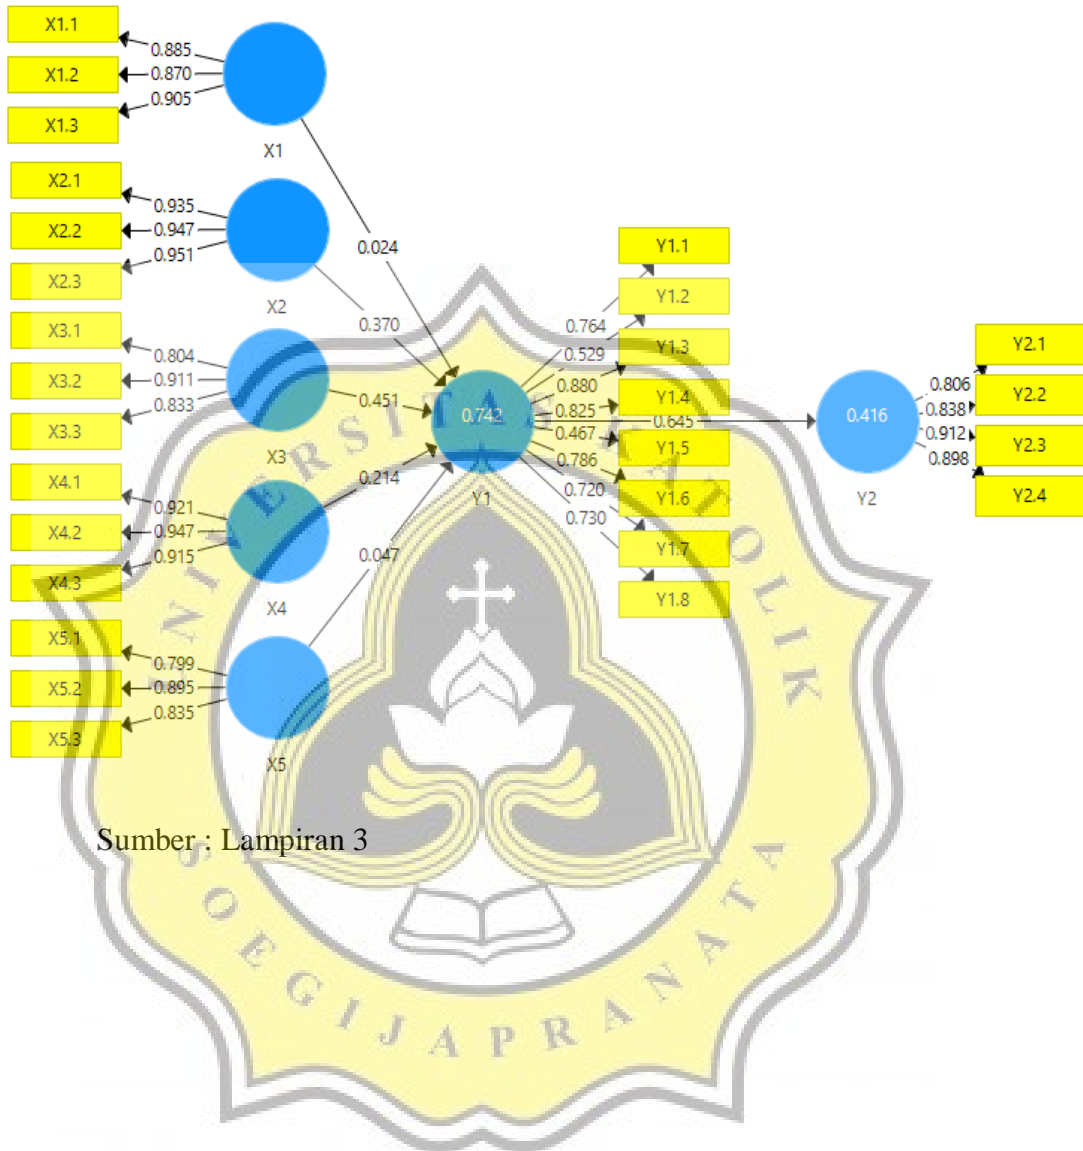 X1.1
X1.2
X1.3
0.885
0.870
0.905
X1
X2.1
X2.2
X2.3
0.935
0.947
0.951
X2
X3.1
X3.2
X3.3
0.804
0.911
0.833
X3
X4.1
X4.2
X4.3
0.921
0.947
0.915
X4
X5.1
X5.2
X5.3
0.799
0.895
0.835
X5
0.024
0.370
0.451
0.214
0.047
0.742
Y1
0.764
0.529
0.880
0.825
0.467
0.786
0.720
0.730
Y1.1
Y1.2
Y1.3
Y1.4
Y1.5
Y1.6
Y1.7
Y1.8
0.645
0.416
Y2
0.806
0.838
0.912
0.898
Y2.1
Y2.2
Y2.3
Y2.4
Sumber : Lampiran 3
UNIVERSITAS KATOLIK
SOEGIJAPRANATA